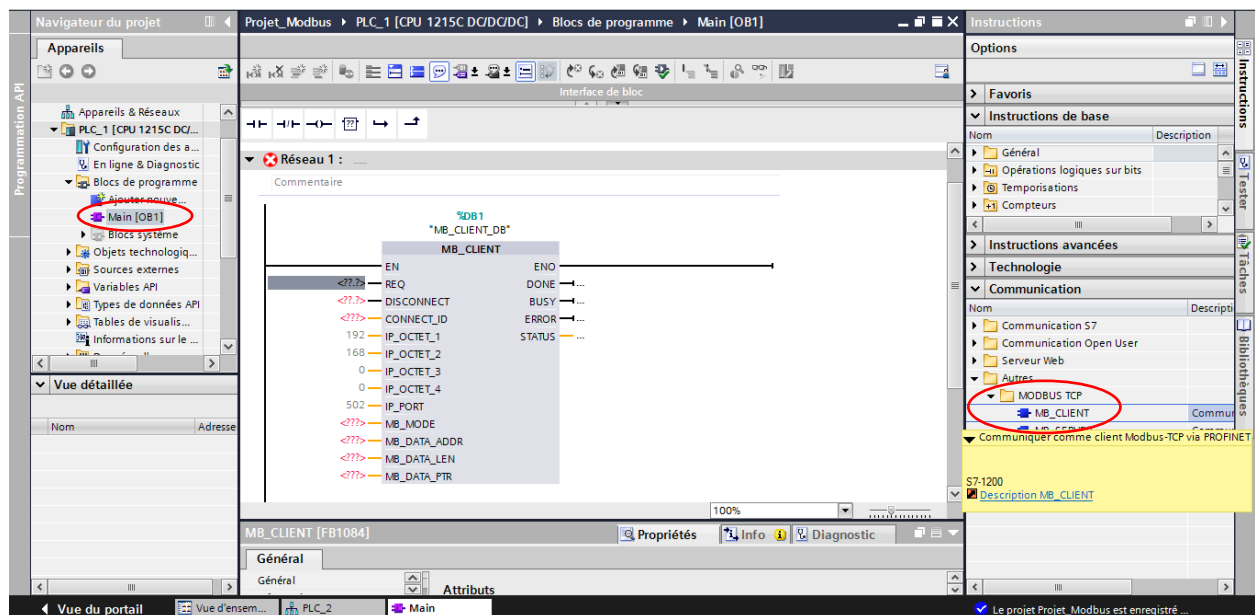 Navigateur du projet
Projet_Modbus ▸ PLC_1 [CPU 1215C DC/DC/DC] ▸ Blocs de programme ▸ Main [OB1]
Instructions
Appareils
Options
Programmation API
Interface de bloc
Appareils & Réseaux
PLC_1 [CPU 1215C DC/...
Configuration des a...
En ligne & Diagnostic
Blocs de programme
Ajouter nouve...
Main [OB1]
Blocs système
Objets technologiq...
Sources externes
Variables API
Types de données API
Tables de visualis...
Informations sur le ...
Vue détaillée
Nom Adresse
Réseau 1 : .....
Commentaire
%DB1
"MB_CLIENT_DB"
MB_CLIENT
EN ENO
<??.?> REQ DONE ...
<??.?> DISCONNECT BUSY ...
<???> CONNECT_ID ERROR ...
192 IP_OCTET_1 STATUS ...
168 IP_OCTET_2
0 IP_OCTET_3
0 IP_OCTET_4
502 IP_PORT
<???> MB_MODE
<???> MB_DATA_ADDR
<???> MB_DATA_LEN
<???> MB_DATA_PTR
100%
MB_CLIENT [FB1084]
Propriétés
Info
Diagnostic
Général
Général
Attributs
Favoris
Instructions de base
Nom Description
Général
Opérations logiques sur bits
Temporisations
Compteurs
Instructions avancées
Technologie
Communication
Nom Descripti
Communication S7
Communication Open User
Serveur Web
Autres
MODBUS TCP
MB_CLIENT Commun
Communiquer comme client Modbus-TCP via PROFINET
S7-1200
Description MB_CLIENT
Instructions
Tester
Tâches
Bibliothèques
Vue du portail
Vue d'ensem...
PLC_2
Main
Le projet Projet_Modbus est enregistré ...